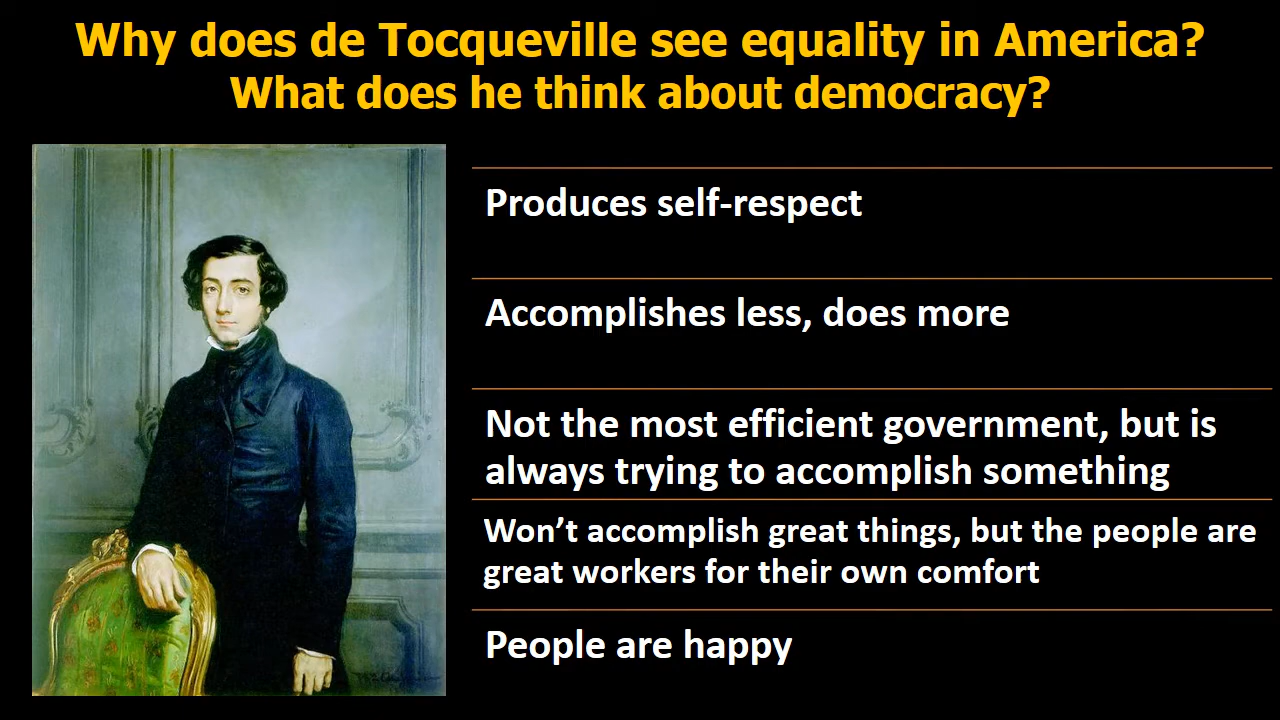 Why does de Tocqueville see equality in America?
What does he think about democracy?
Produces self-respect
Accomplishes less, does more
Not the most efficient government, but is
always trying to accomplish something
Won’t accomplish great things, but the people are
great workers for their own comfort
People are happy